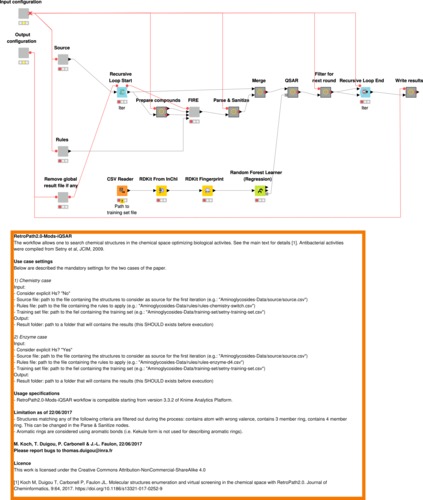 Input configuration
Output
configuration
Source
Recursive
Loop Start
Iter
Prepare compounds
FIRE
Parse & Sanitize
Merge
QSAR
Filter for
next round
Recursive Loop End
Iter
Write results
Rules
Remove global
result file if any
CSV Reader
Path to
training set file
RDKit From InChI
RDKit Fingerprint
Random Forest Learner
(Regression)
RetroPath2.0-Mods-iQSAR
The workflow allows one to search chemical structures in the chemical space optimizing biological activities. See the main text for details [1]. Antibacterial activities
were compiled from Setny et al, JCIM, 2009.
Use case settings
Below are described the mandatory settings for the two cases of the paper.
1) Chemistry case
Input:
- Consider explicit Hs? "No"
- Source file: path to the file containing the structures to consider as source for the first iteration (e.g.: "Aminoglycosides-Data/source/source.csv")
- Rules file: path to the file containing the rules to apply (e.g.: "Aminoglycosides-Data/rules/rules-chemistry-switch.csv")
- Training set file: path to the fiel containing the training set (e.g.: "Aminoglycosides-Data/training-set/setny-training-set.csv")
Output:
- Result folder: path to a folder that will contains the results (this SHOULD exists before execution)
2) Enzyme case
Input:
- Consider explicit Hs? "Yes"
- Source file: path to the file containing the structures to consider as source for the first iteration (e.g.: "Aminoglycosides-Data/source/source.csv")
- Rules file: path to the file containing the rules to apply (e.g.: "Aminoglycosides-Data/rules/rules-enzyme-d4.csv")
- Training set file: path to the fiel containing the training set (e.g.: "Aminoglycosides-Data/training-set/setny-training-set.csv")
Output:
- Result folder: path to a folder that will contains the results (this SHOULD exists before execution)
Usage specifications
- RetroPath2.0-Mods-iQSAR workflow is compatible starting from version 3.3.2 of Knime Analytics Platform.
Limitation as of 22/06/2017
- Structures matching any of the following criteria are filtered out during the process: contains atom with wrong valence, contains 3 member ring, contains 4 member
ring. This can be changed in the Parse & Sanitize nodes.
- Aromatic rings are considered using aromatic bonds (i.e. Kekule form is not used for describing aromatic rings).
M. Koch, T. Duigou, P. Carbonell & J.-L. Faulon, 22/06/2017
Please report bugs to thomas.duigou@inra.fr
Licence
This work is licensed under the Creative Commons Attribution-NonCommercial-ShareAlike 4.0
[1] Koch M, Duigou T, Carbonell P, Faulon JL. Molecular structures enumeration and virtual screening in the chemical space with RetroPath2.0. Journal of
Cheminformatics, 9:64, 2017. https://doi.org/10.1186/s13321-017-0252-9